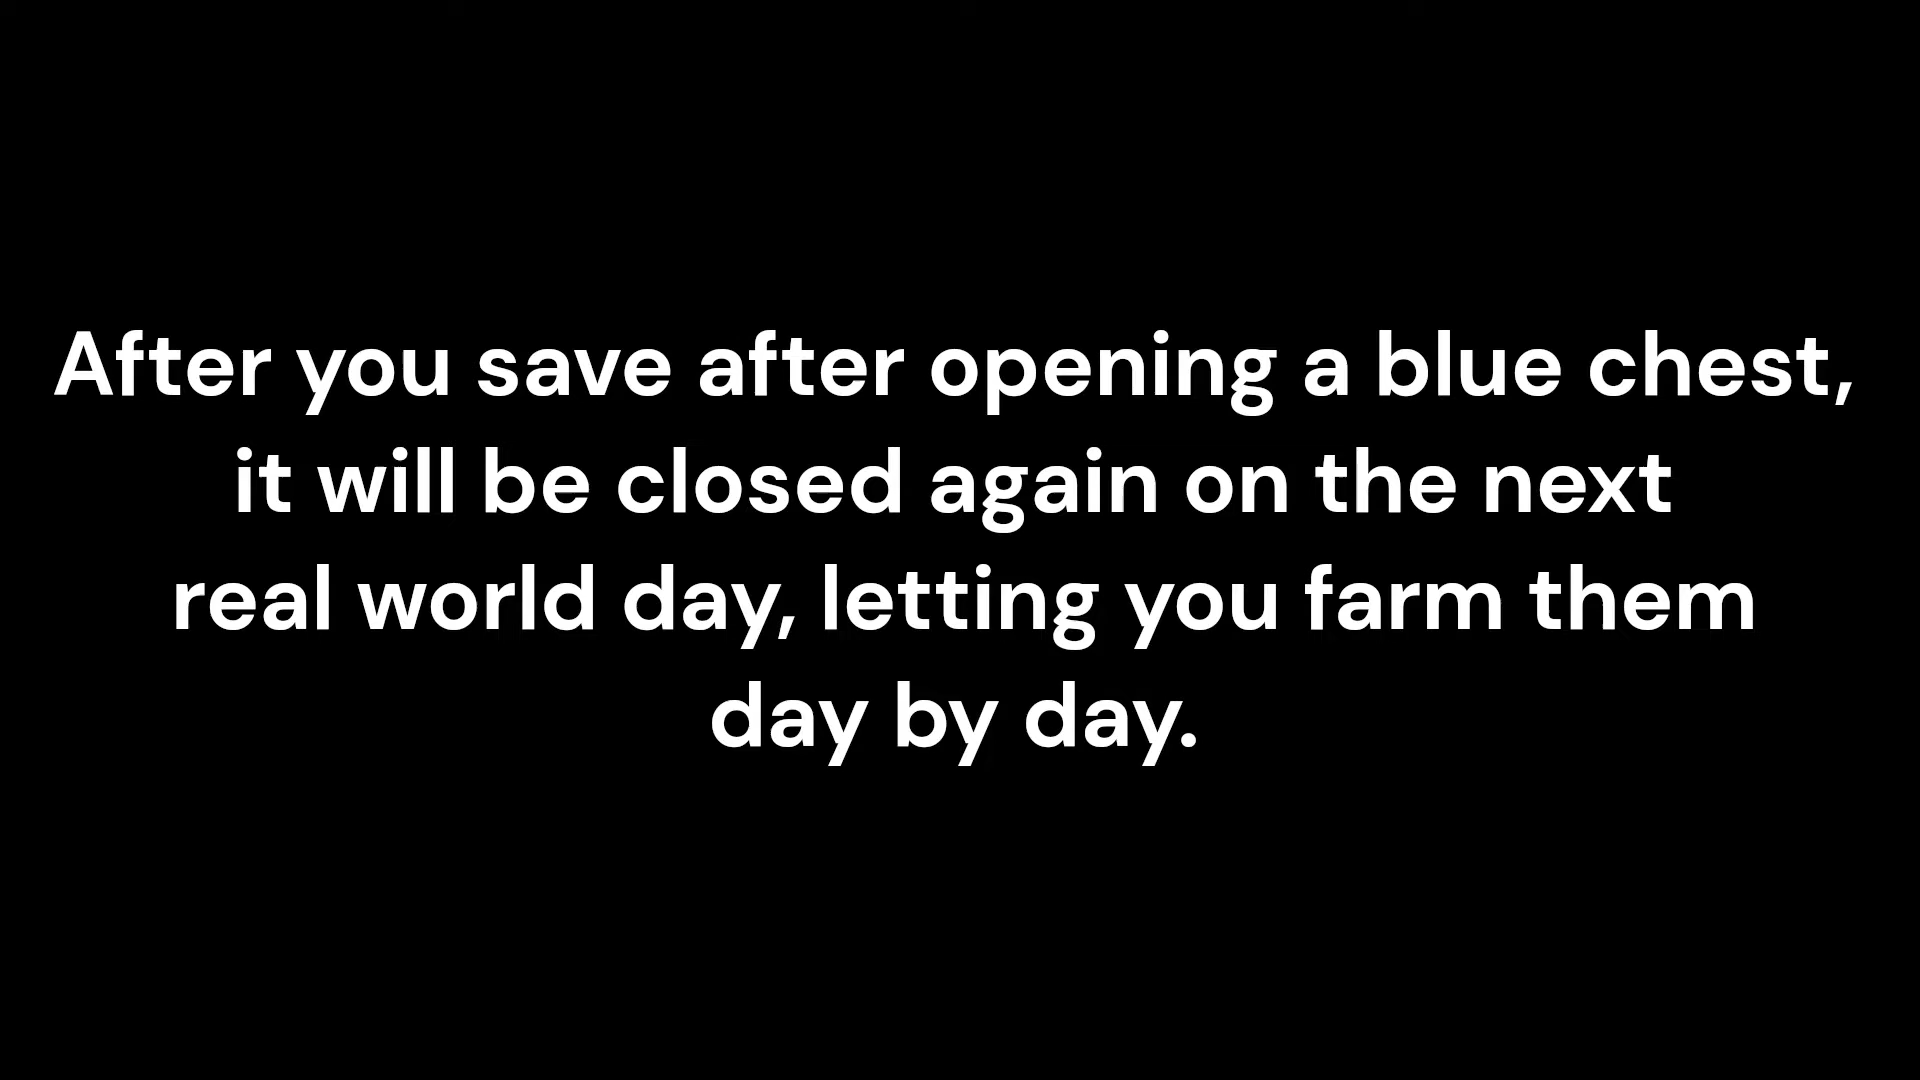 After you save after opening a blue chest,
it will be closed again on the next
real world day, letting you farm them
day by day.